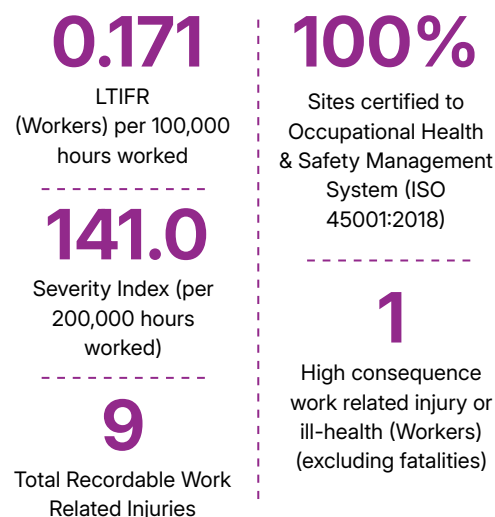 0.171
LTIFR
(Workers) per 100,000
hours worked
141.0
Severity Index (per
200,000 hours
worked)
9
Total Recordable Work
Related Injuries
100%
Sites certified to
Occupational Health
& Safety Management
System (ISO
45001:2018)
1
High consequence
work related injury or
ill-health (Workers)
(excluding fatalities)